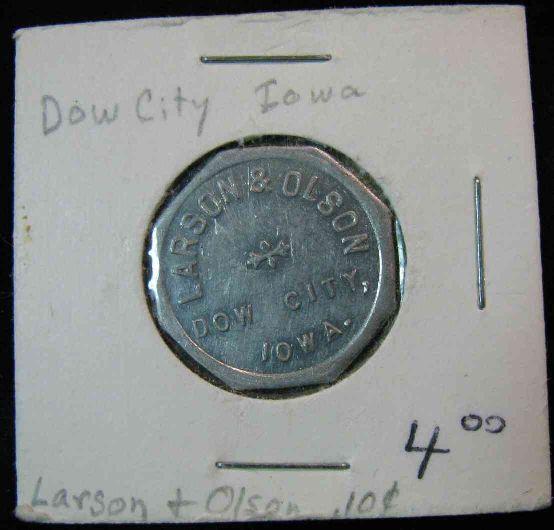 Dow City Iowa
LARSON & OLSON
DOW CITY,
IOWA.
4 00
Larson + Olson .10¢